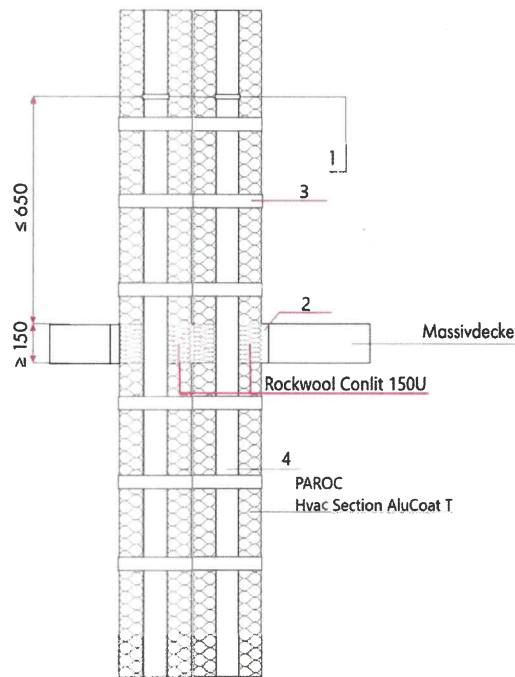 1
3
≤ 650
2
≥ 150
Massivdecke
Rockwool Conlit 150U
4
PAROC
Hvac Section AluCoat T